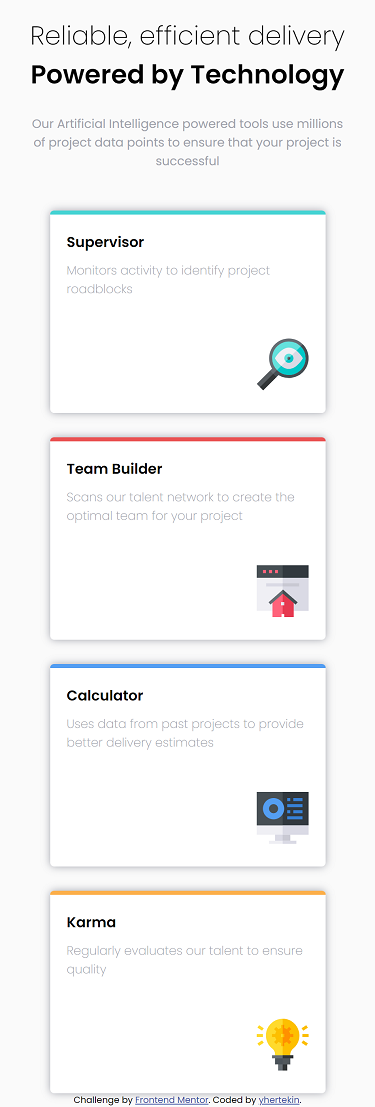 Reliable, efficient delivery
Powered by Technology
Our Artificial Intelligence powered tools use millions
of project data points to ensure that your project is
successful
Supervisor
Monitors activity to identify project
roadblocks
Team Builder
Scans our talent network to create the
optimal team for your project
Calculator
Uses data from past projects to provide
better delivery estimates
Karma
Regularly evaluates our talent to ensure
quality
Challenge by Frontend Mentor. Coded by yhertekin.